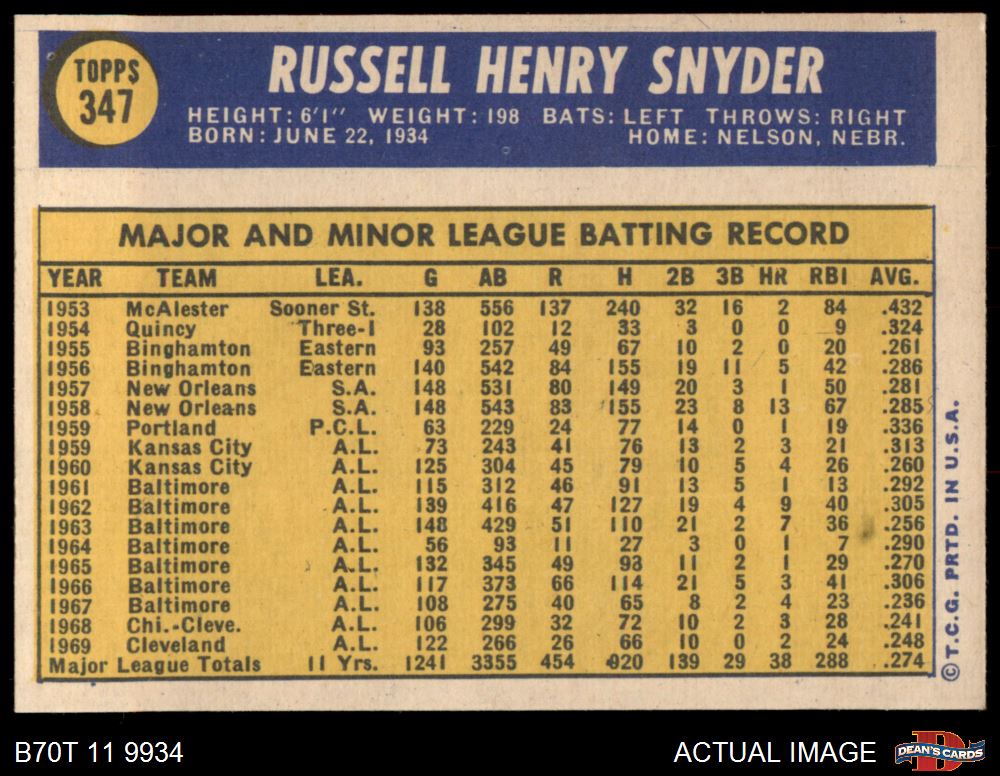 TOPPS
347
RUSSELL HENRY SNYDER
HEIGHT: 6'1" WEIGHT: 198 BATS: LEFT THROWS: RIGHT
BORN: JUNE 22, 1934 HOME: NELSON, NEBR.
MAJOR AND MINOR LEAGUE BATTING RECORD
YEAR TEAM LEA. G AB R H 2B 3B HR RBI AVG.
1953 McAlester Sooner St. 138 556 137 240 32 16 2 84 .432
1954 Quincy Three-I 28 102 12 33 3 0 0 9 .324
1955 Binghamton Eastern 93 257 49 67 10 2 0 20 .261
1956 Binghamton Eastern 140 542 84 155 19 11 5 42 .286
1957 New Orleans S.A. 148 531 80 149 20 3 1 50 .281
1958 New Orleans S.A. 148 543 83 155 23 8 13 67 .285
1959 Portland P.C.L. 63 229 24 77 14 0 1 19 .336
1959 Kansas City A.L. 73 243 41 76 13 2 3 21 .313
1960 Kansas City A.L. 125 304 45 79 10 5 4 26 .260
1961 Baltimore A.L. 115 312 46 91 13 5 1 13 .292
1962 Baltimore A.L. 139 416 47 127 19 4 9 40 .305
1963 Baltimore A.L. 148 429 51 110 21 2 7 36 .256
1964 Baltimore A.L. 56 93 11 27 3 0 1 7 .290
1965 Baltimore A.L. 132 345 49 93 11 2 1 29 .270
1966 Baltimore A.L. 117 373 66 114 21 5 3 41 .306
1967 Baltimore A.L. 108 275 40 65 8 2 4 23 .236
1968 Chi.-Cleve. A.L. 106 299 32 72 10 2 3 28 .241
1969 Cleveland A.L. 122 266 26 66 10 0 2 24 .248
Major League Totals 11 Yrs. 1241 3355 454 920 139 29 38 288 .274
© T.C.G. PRTD. IN U.S.A.
B70T 11 9934 ACTUAL IMAGE
DEAN'S CARDS